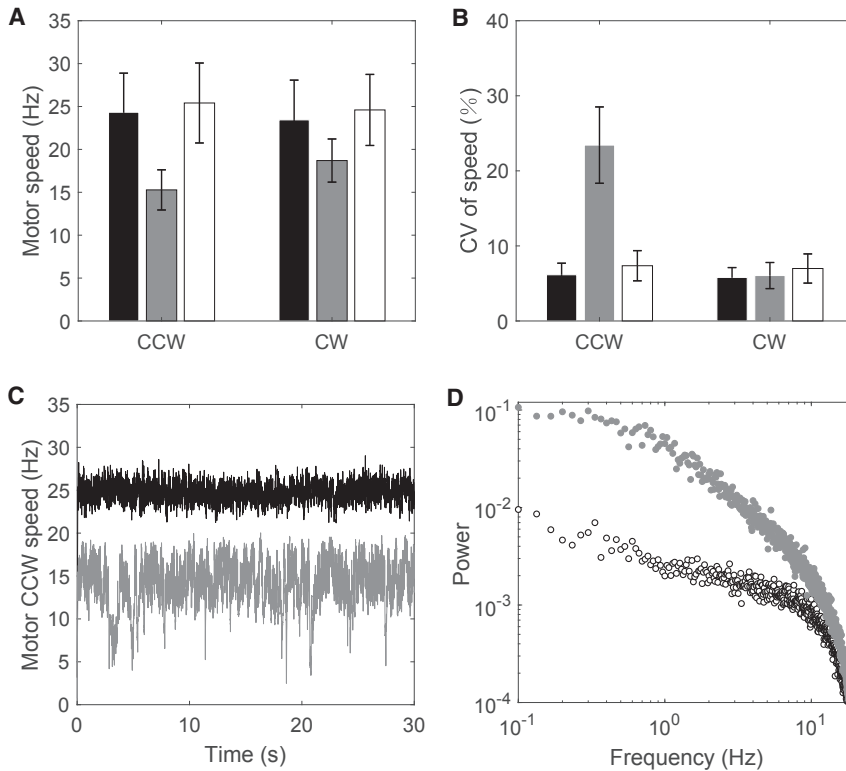 A
Motor speed (Hz)
35
30
25
20
15
10
5
0
CCW
CW
B
CV of speed (%)
40
30
20
10
0
CCW
CW
C
Motor CCW speed (Hz)
35
30
25
20
15
10
5
0
0
10
20
30
Time (s)
D
Power
10⁻¹
10⁻²
10⁻³
10⁻⁴
10⁻¹
10⁰
10¹
Frequency (Hz)